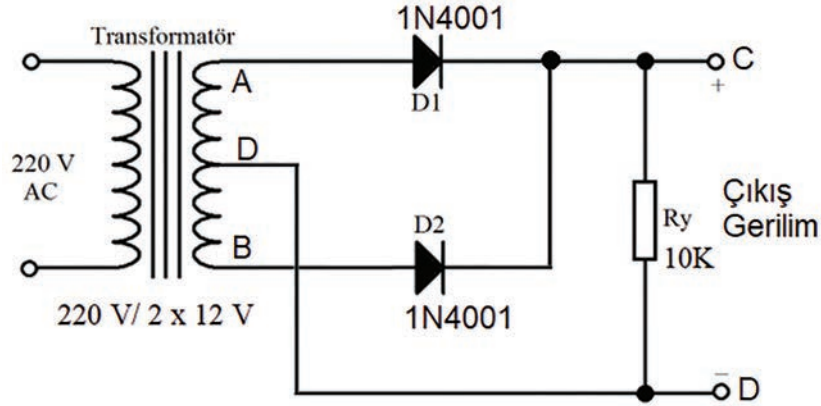 1N4001
Transformatör
A
D1
C
+
220 V
AC
D
D2
Ry
10K
Çıkış
Gerilim
B
220 V/ 2 x 12 V
1N4001
−
D